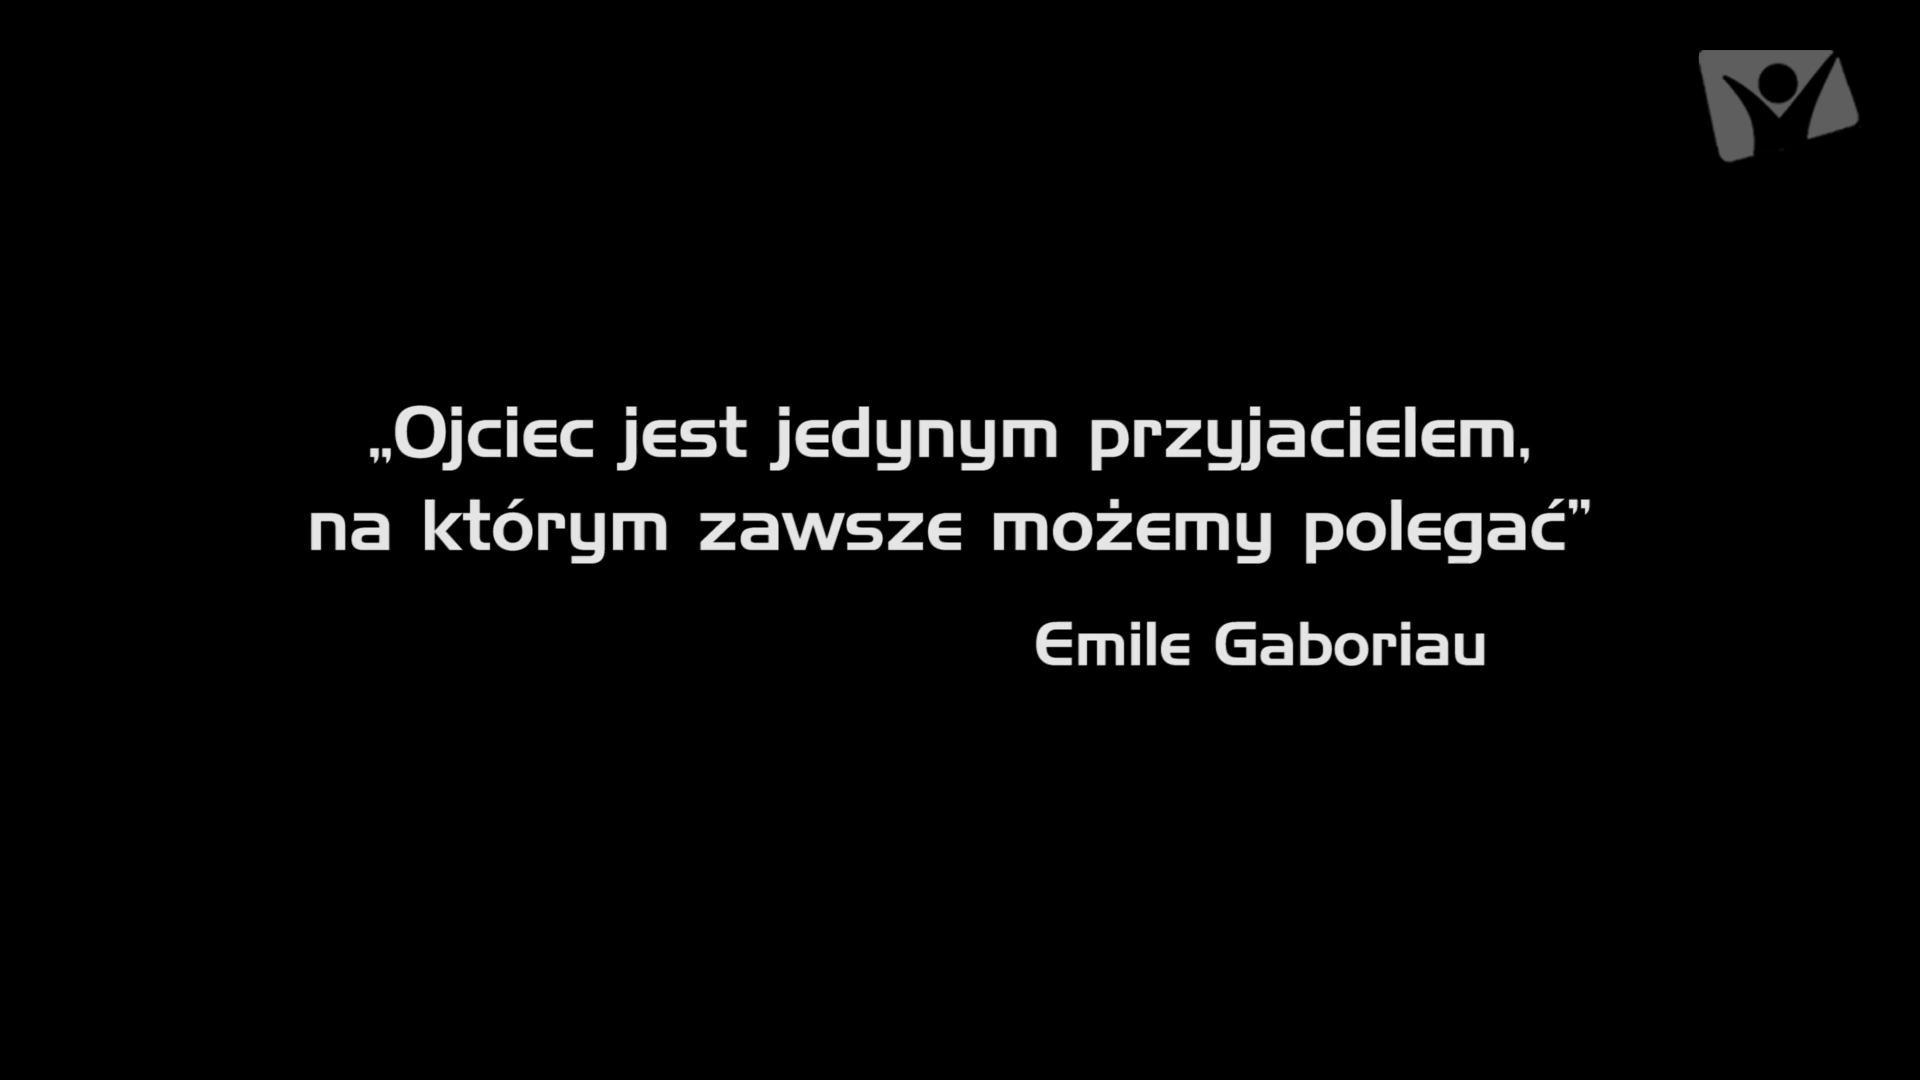 „Ojciec jest jedynym przyjacielem,
na którym zawsze możemy polegać”
Emile Gaboriau